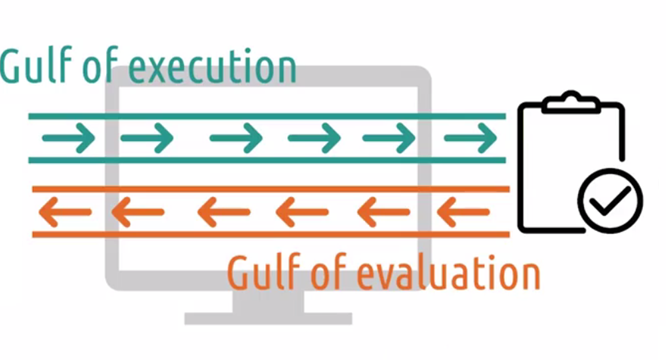 Gulf of execution
Gulf of evaluation